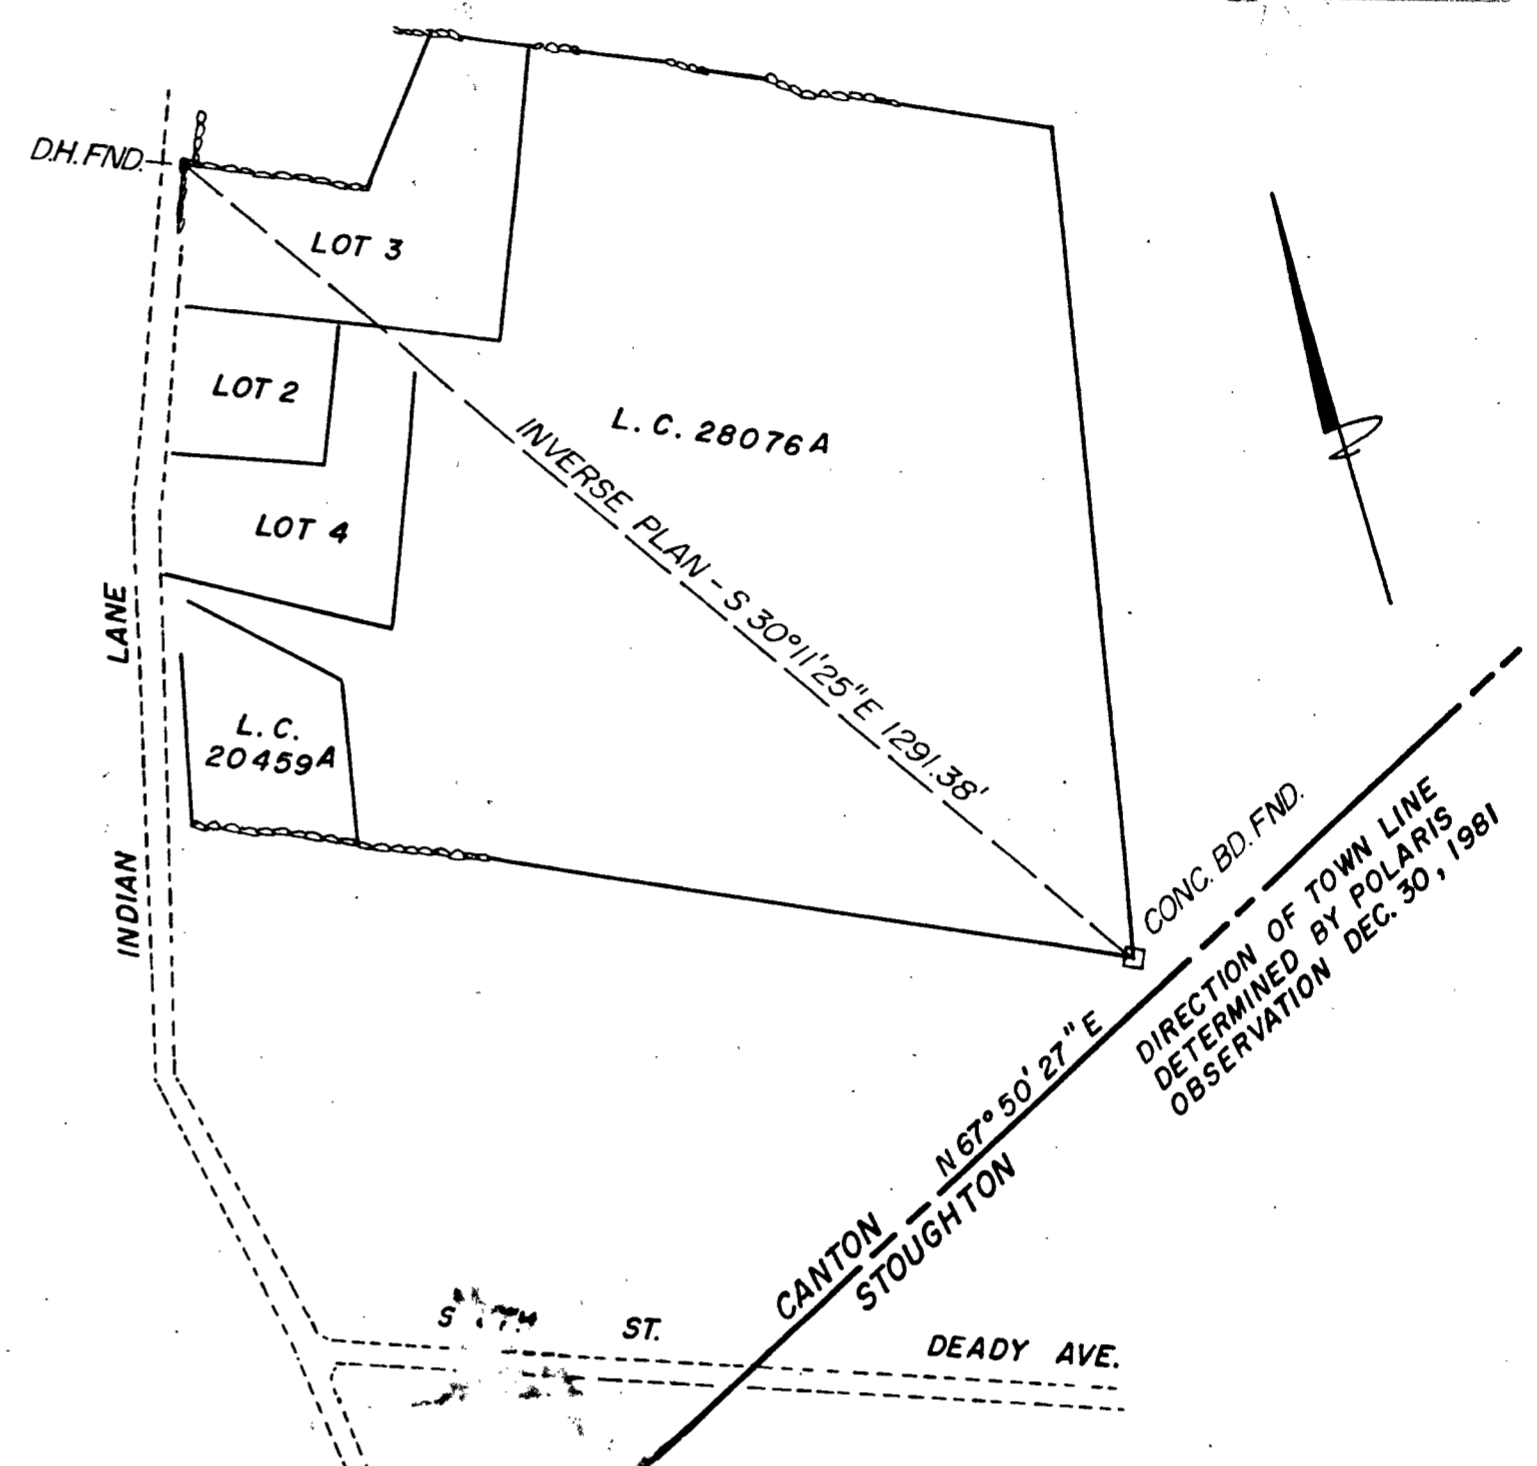 D.H. FND.
LOT 3
LOT 2
L. C. 28076A
LOT 4
INVERSE PLAN - S 30°11'25" E 1291.38'
INDIAN LANE
L. C.
20459A
CONC. BD. FND.
DIRECTION OF TOWN LINE
DETERMINED BY POLARIS
OBSERVATION DEC. 30, 1981
N 67° 50' 27" E
CANTON
STOUGHTON
ST.
DEADY AVE.